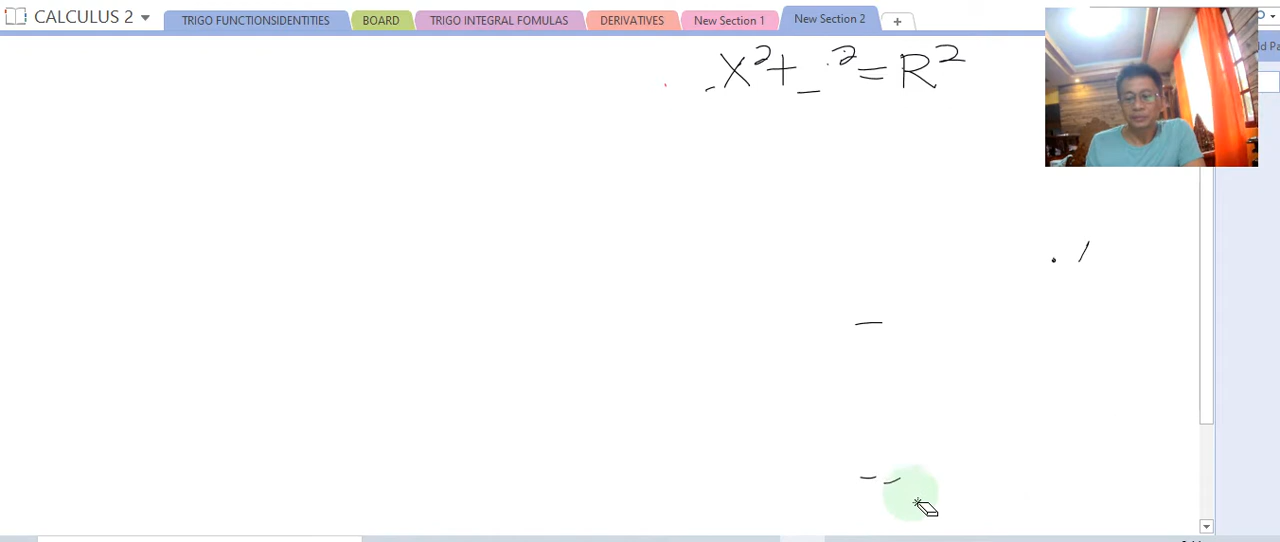 CALCULUS 2
TRIGO FUNCTIONSIDENTITIES
BOARD
TRIGO INTEGRAL FOMULAS
DERIVATIVES
New Section 1
New Section 2
+
X²+ ² = R²